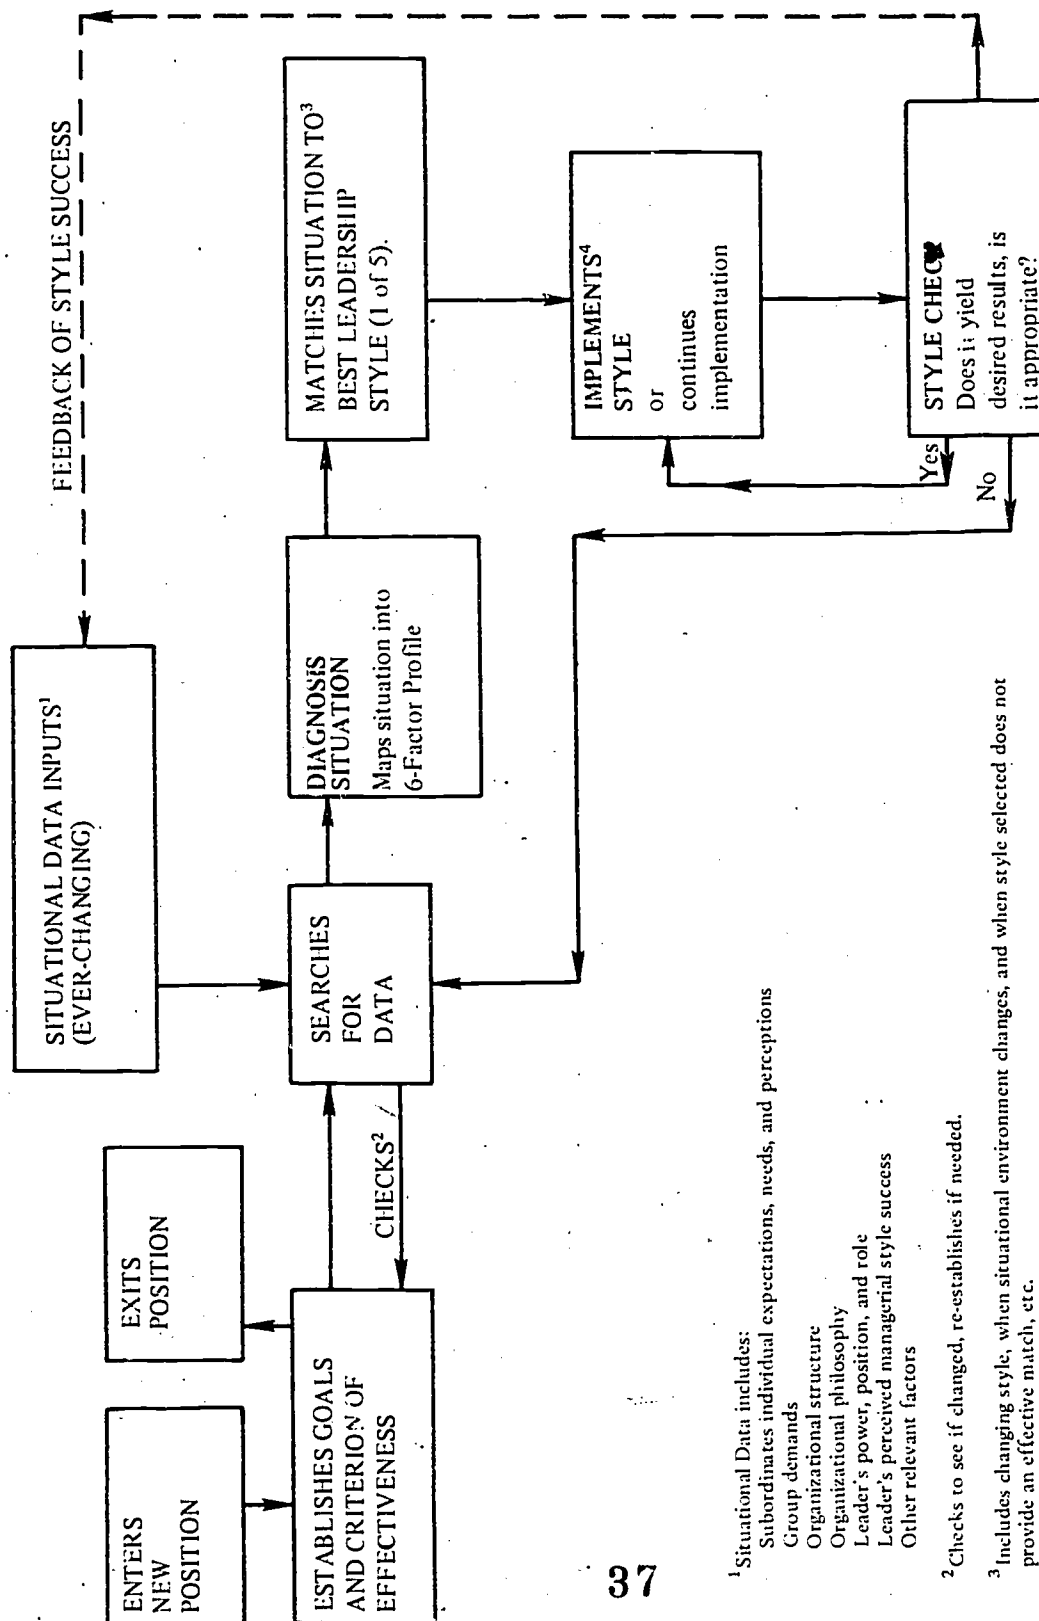 FEEDBACK OF STYLE SUCCESS
SITUATIONAL DATA INPUTS¹
(EVER-CHANGING)
ENTERS
NEW
POSITION
EXITS
POSITION
ESTABLISHES GOALS
AND CRITERION OF
EFFECTIVENESS
CHECKS²
SEARCHES
FOR
DATA
DIAGNOSIS
SITUATION
Maps situation into
6-Factor Profile
MATCHES SITUATION TO³
BEST LEADERSHIP
STYLE (1 of 5).
IMPLEMENTS⁴
STYLE
or
continues
implementation
STYLE CHECK
Does it yield
desired results, is
it appropriate?
Yes
No
¹Situational Data includes:
Subordinates individual expectations, needs, and perceptions
Group demands
Organizational structure
Organizational philosophy
Leader's power, position, and role
Leader's perceived managerial style success
Other relevant factors
²Checks to see if changed, re-establishes if needed.
³Includes changing style, when situational environment changes, and when style selected does not
provide an effective match, etc.
37